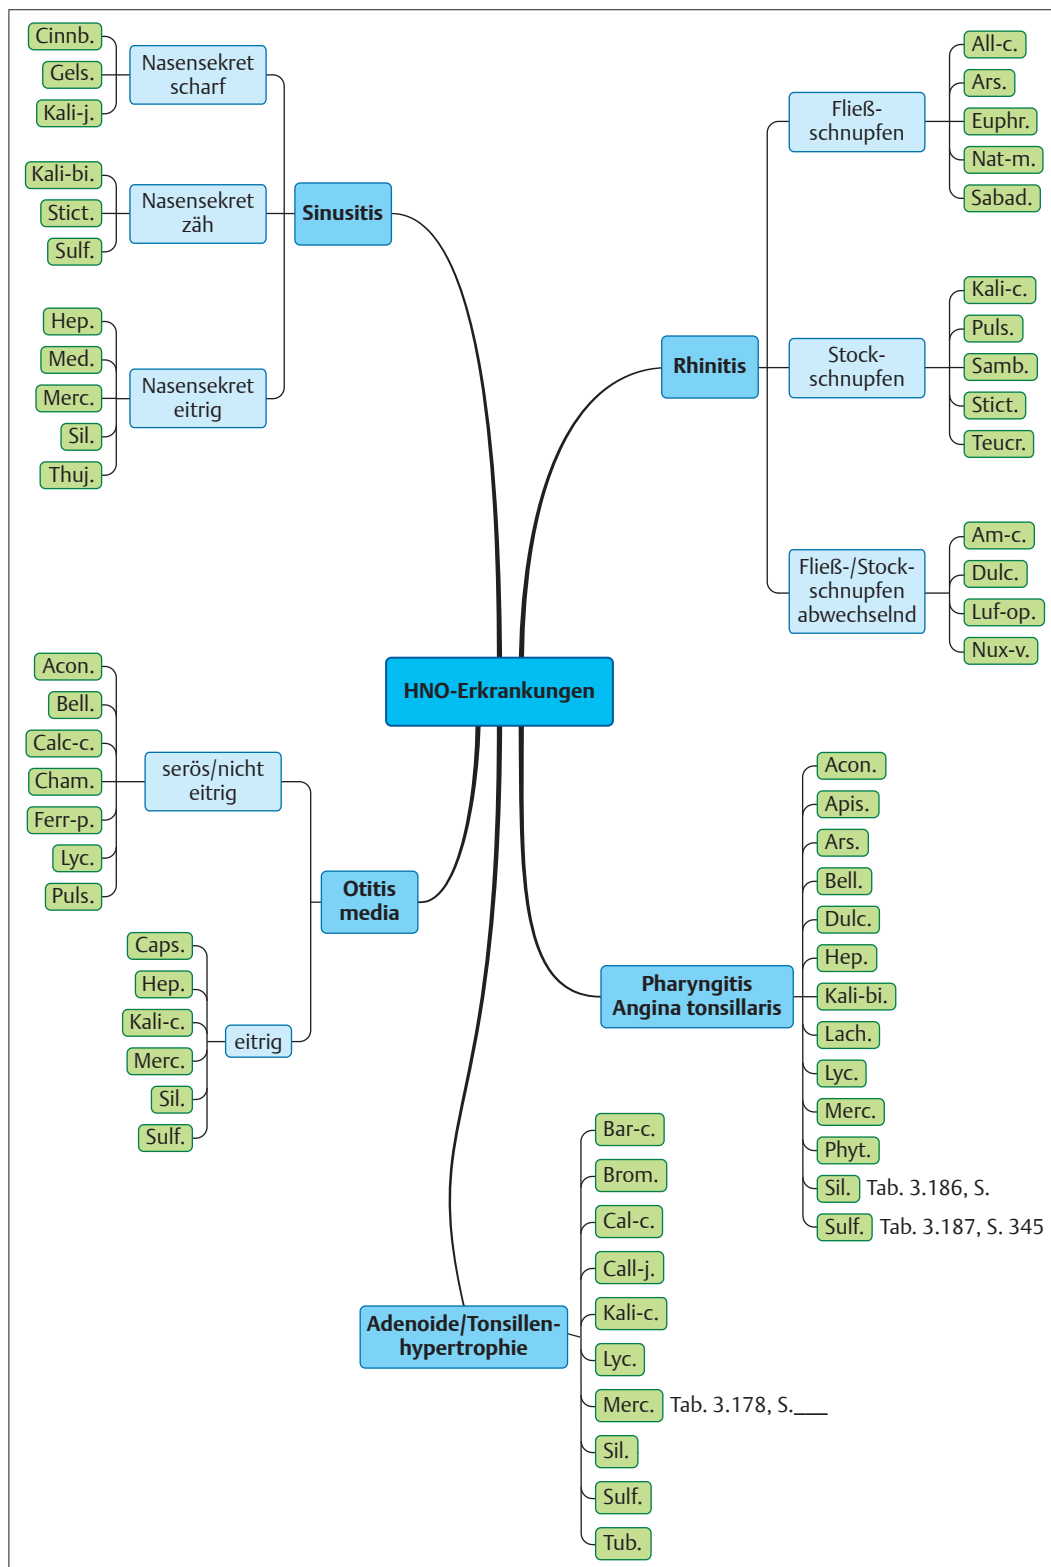 HNO-Erkrankungen
Sinusitis
Nasensekret
scharf
Cinnb.
Gels.
Kali-j.
Nasensekret
zäh
Kali-bi.
Stict.
Sulf.
Nasensekret
eitrig
Hep.
Med.
Merc.
Sil.
Thuj.
Rhinitis
Fließ-
schnupfen
All-c.
Ars.
Euphr.
Nat-m.
Sabad.
Stock-
schnupfen
Kali-c.
Puls.
Samb.
Stict.
Teucr.
Fließ-/Stock-
schnupfen
abwechselnd
Am-c.
Dulc.
Luf-op.
Nux-v.
Otitis
media
serös/nicht
eitrig
Acon.
Bell.
Calc-c.
Cham.
Ferr-p.
Lyc.
Puls.
eitrig
Caps.
Hep.
Kali-c.
Merc.
Sil.
Sulf.
Pharyngitis
Angina tonsillaris
Acon.
Apis.
Ars.
Bell.
Dulc.
Hep.
Kali-bi.
Lach.
Lyc.
Merc.
Phyt.
Sil. Tab. 3.186, S.
Sulf. Tab. 3.187, S. 345
Adenoide/Tonsillen-
hypertrophie
Bar-c.
Brom.
Cal-c.
Call-j.
Kali-c.
Lyc.
Merc. Tab. 3.178, S.___
Sil.
Sulf.
Tub.